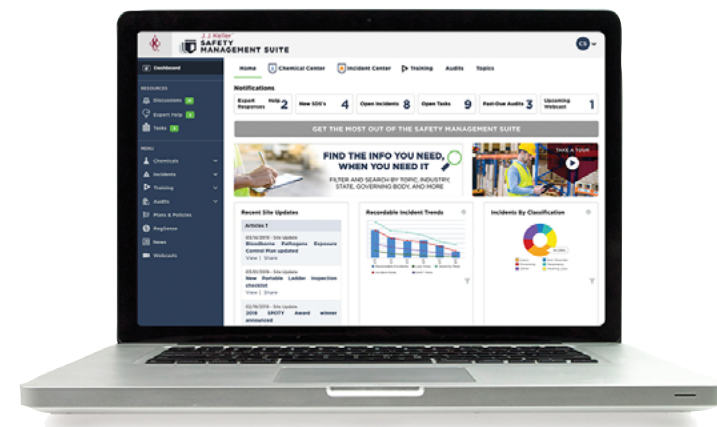 J. J. Keller™
SAFETY
MANAGEMENT SUITE
CS
Dashboard
Home Chemical Center Incident Center Training Audits Topics
RESOURCES
Discussions
Expert Help
Tasks
MENU
Chemicals
Incidents
Training
Audits
Plans & Policies
RegSense
News
Webcasts
Notifications
Expert Help Responses 2
New SDS's 4
Open Incidents 8
Open Tasks 9
Past-Due Audits 3
Upcoming Webcast 1
GET THE MOST OUT OF THE SAFETY MANAGEMENT SUITE
FIND THE INFO YOU NEED,
WHEN YOU NEED IT
FILTER AND SEARCH BY TOPIC, INDUSTRY,
STATE, GOVERNING BODY, AND MORE
TAKE A TOUR
Recent Site Updates
Articles
Site Update
Bloodborne Pathogens Exposure
Control Plan updated
View | Share
Site Update
New Portable Ladder Inspection
checklist
View | Share
Site Update
2019 SPOTY Award winner
announced
Recordable Incident Trends
Incidents By Classification